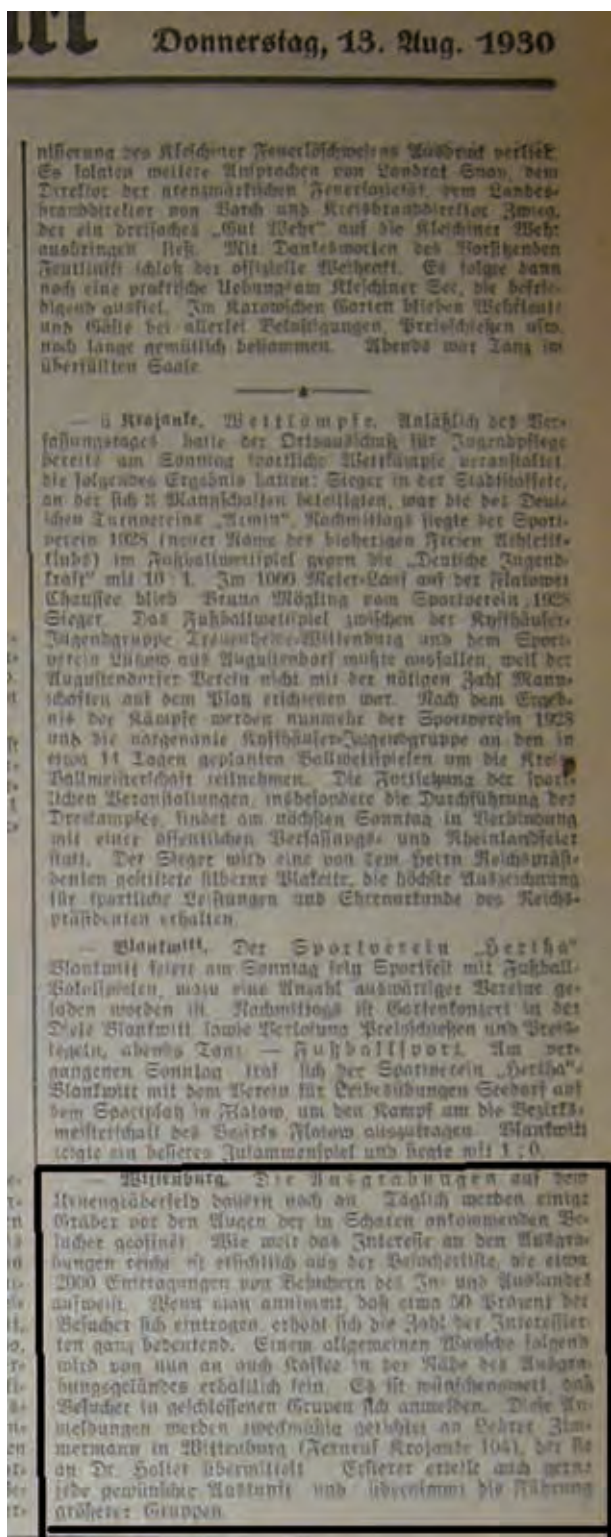 Donnerstag, 13. Aug. 1930
nisierung des Kleschiner Feuerlöschwesens Ausdruck verlieh.
Es folgten weitere Ansprachen von Landrat Snay, dem
Direktor der grenzmärkischen Feuersozietät, dem Landes-
branddirektor von Borch und Kreisbranddirektor Zwieg,
der ein dreifaches „Gut Wehr" auf die Kleschiner Wehr
ausbringen ließ. Mit Dankesworten des Vorsitzenden
schloß der offizielle Weiheakt. Es folgte dann
noch eine praktische Uebung am Kleschiner See, die befrie-
digend ausfiel. Im Karowschen Garten blieben Wehrleute
und Gäste bei allerlei Belustigungen, Preisschießen usw.
noch lange gemütlich beisammen. Abends war Tanz im
überfüllten Saale.
— ü Krojanke. Wettkämpfe. Anläßlich des Ver-
fassungstages hatte der Ortsausschuß für Jugendpflege
bereits am Sonntag sportliche Wettkämpfe veranstaltet,
die folgendes Ergebnis hatten: Sieger in der Stadtstaffete,
an der sich Mannschaften beteiligten, war die des Deut-
schen Turnvereins „Armin". Nachmittags siegte der Sport-
verein 1928 (neuer Name des bisherigen Freien Athletik-
klubs) im Fußballwettspiel gegen die „Deutsche Jugend-
kraft" mit 10 : 1. Im 1000 Meter-Lauf auf der Flatower
Chaussee blieb Bruno Mögling vom Sportverein 1928
Sieger. Das Fußballwettspiel zwischen der Kyffhäuser-
Jugendgruppe Treuenheide-Wittenburg und dem Sport-
verein Lützow aus Augustendorf mußte ausfallen, weil der
Augustendorfer Verein nicht mit der nötigen Zahl Mann-
schaften auf dem Platz erschienen war. Nach dem Ergeb-
nis der Kämpfe werden nunmehr der Sportverein 1928
und die vorgenannte Kyffhäuser-Jugendgruppe an den in
etwa 14 Tagen geplanten Ballwettspielen um die Kreis-
Ballmeisterschaft teilnehmen. Die Fortsetzung der sport-
lichen Veranstaltungen, insbesondere die Durchführung des
Dreikampfes, findet am nächsten Sonntag in Verbindung
mit einer öffentlichen Verfassungs- und Rheinlandfeier
statt. Der Sieger wird eine von dem Herrn Reichspräsi-
denten gestiftete silberne Plakette, die höchste Auszeichnung
für sportliche Leistungen und Ehrenurkunde des Reichs-
präsidenten erhalten.
— Blankwitt. Der Sportverein „Hertha"
Blankwitt feiert am Sonntag sein Sportfest mit Fußball-
Pokalspielen, wozu eine Anzahl auswärtiger Vereine ge-
laden worden ist. Nachmittags ist Gartenkonzert in der
Diele Blankwitt sowie Verlosung Preisschießen und Preis-
kegeln, abends Tanz. — Fußballsport. Am ver-
gangenen Sonntag traf sich der Sportverein „Hertha"-
Blankwitt mit dem Verein für Leibesübungen Seedorf auf
dem Sportplatz in Flatow, um den Kampf um die Bezirks-
meisterschaft des Bezirks Flatow auszutragen. Blankwitt
zeigte ein besseres Zusammenspiel und siegte mit 1 : 0.
— Wittenburg. Die Ausgrabungen auf dem
Urnengräberfeld dauern noch an. Täglich werden einige
Gräber vor den Augen der in Scharen ankommenden Be-
sucher geöffnet. Wie weit das Interesse an den Ausgra-
bungen reicht ist ersichtlich aus der Besucherliste, die etwa
2000 Eintragungen von Besuchern des In- und Auslandes
aufweist. Wenn man annimmt, daß etwa 50 Prozent der
Besucher sich eintragen, erhöht sich die Zahl der Interessier-
ten ganz bedeutend. Einem allgemeinen Wunsche folgend
wird von nun an auch Kaffee in der Nähe des Ausgra-
bungsgeländes erhältlich sein. Es ist wünschenswert, daß
Besucher in geschlossenen Grupen sich anmelden. Diese An-
meldungen werden zweckmäßig gerichtet an Lehrer Zim-
mermann in Wittenburg (Fernruf Krojanke 104), der sie
an Dr. Holter übermittelt. Ersterer erteilt auch gerne
jede gewünschte Auskunft und übernimmt die Führung
größerer Gruppen.